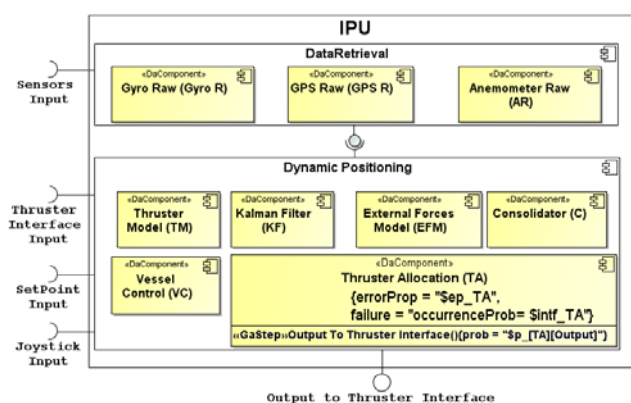 IPU
DataRetrieval
«DaComponent»
Gyro Raw (Gyro R)
«DaComponent»
GPS Raw (GPS R)
«DaComponent»
Anemometer Raw
(AR)
Sensors
Input
Dynamic Positioning
«DaComponent»
Thruster
Model (TM)
«DaComponent»
Kalman Filter
(KF)
«DaComponent»
External Forces
Model (EFM)
«DaComponent»
Consolidator (C)
Thruster
Interface
Input
«DaComponent»
Vessel
Control (VC)
«DaComponent»
Thruster Allocation (TA)
{errorProp = "$ep_TA",
failure = "occurrenceProb= $intf_TA"}
«GaStep»Output To Thruster Interface(){prob = "$p_[TA][Output]"}
SetPoint
Input
Joystick
Input
Output to Thruster Interface